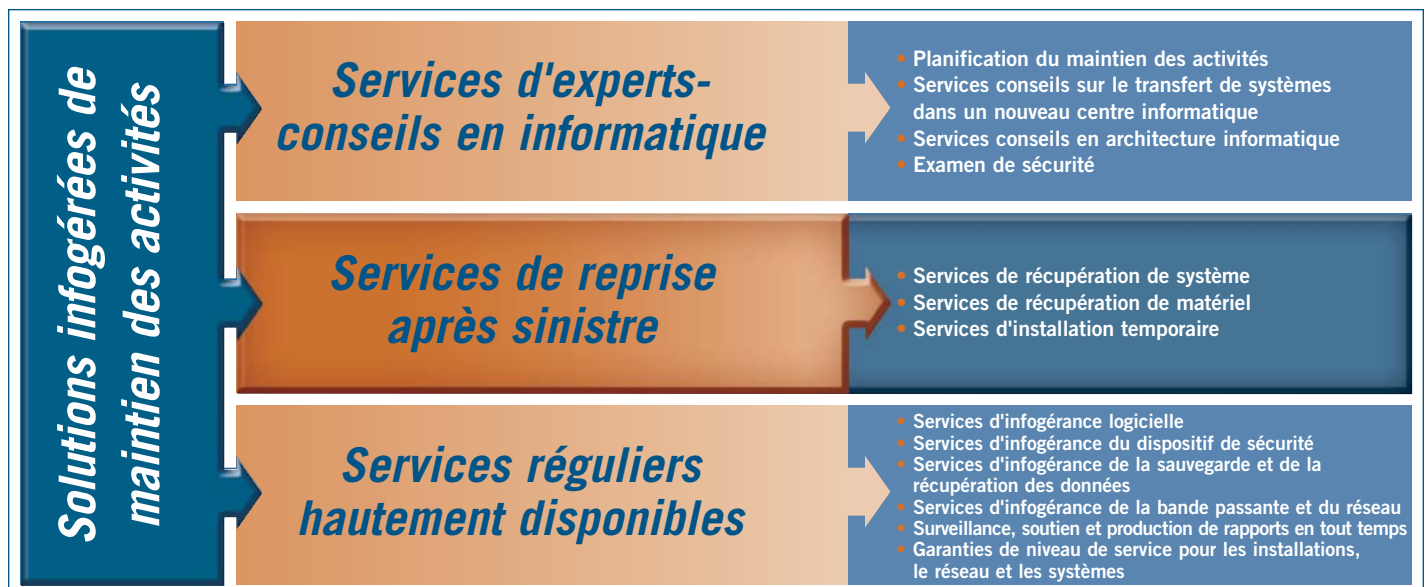 Solutions infogérées de
maintien des activités
Services d'experts-
conseils en informatique
• Planification du maintien des activités
• Services conseils sur le transfert de systèmes
dans un nouveau centre informatique
• Services conseils en architecture informatique
• Examen de sécurité
Services de reprise
après sinistre
• Services de récupération de système
• Services de récupération de matériel
• Services d'installation temporaire
Services réguliers
hautement disponibles
• Services d'infogérance logicielle
• Services d'infogérance du dispositif de sécurité
• Services d'infogérance de la sauvegarde et de la
récupération des données
• Services d'infogérance de la bande passante et du réseau
• Surveillance, soutien et production de rapports en tout temps
• Garanties de niveau de service pour les installations,
le réseau et les systèmes